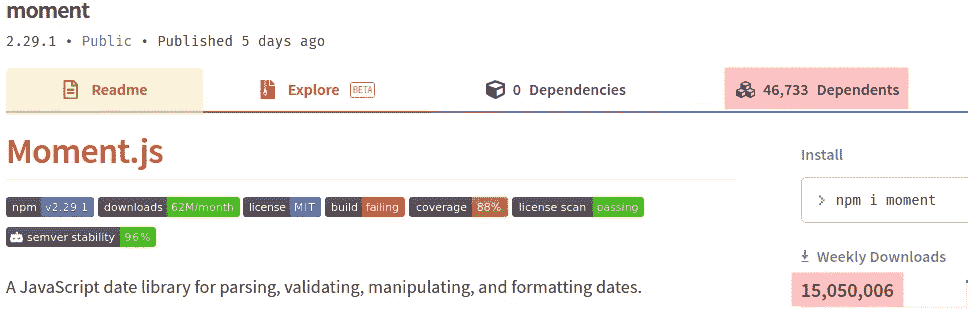 moment
2.29.1 • Public • Published 5 days ago
Readme Explore BETA 0 Dependencies 46,733 Dependents
Moment.js
Install
npm v2.29.1 downloads 62M/month license MIT build failing coverage 88% license scan passing
> npm i moment
semver stability 96%
Weekly Downloads
A JavaScript date library for parsing, validating, manipulating, and formatting dates.
15,050,006